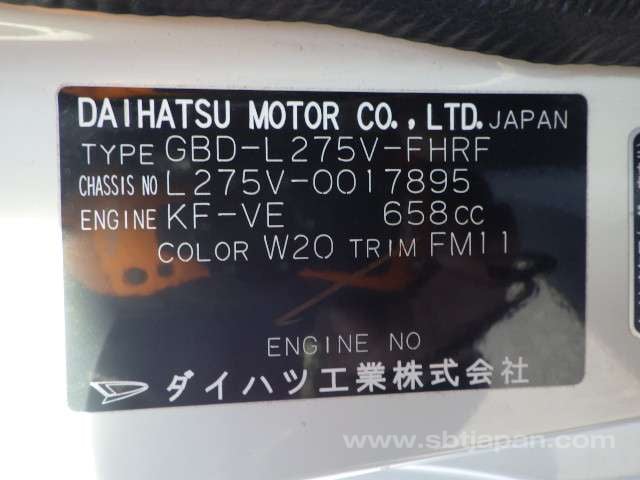 DAIHATSU MOTOR CO., LTD. JAPAN
TYPE GBD-L275V-FHRF
CHASSIS NO L275V-0017895
ENGINE KF-VE 658CC
COLOR W20 TRIM FM11
ENGINE NO
ダイハツ工業株式会社
www.sbtjapan.com